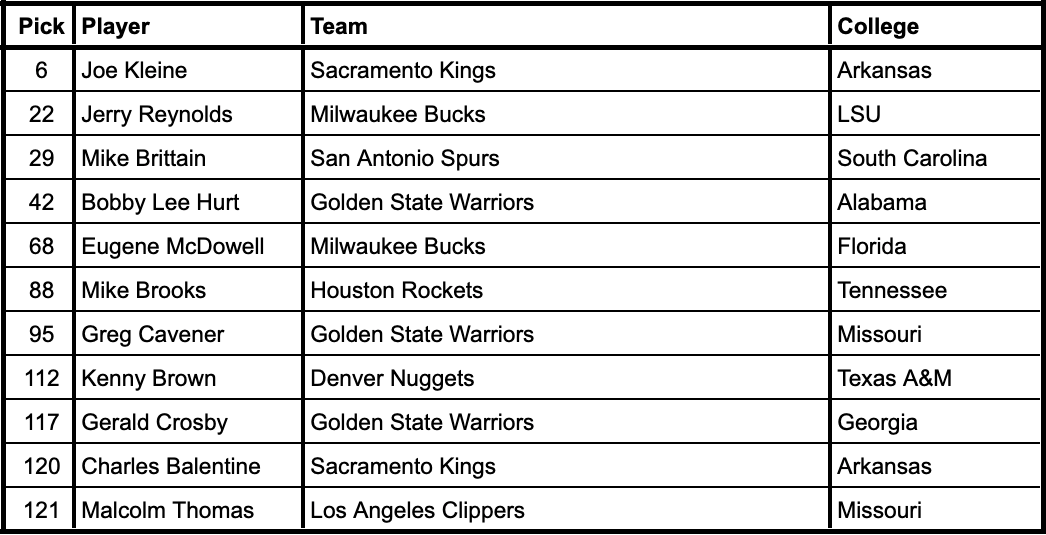 Pick Player Team College
6 Joe Kleine Sacramento Kings Arkansas
22 Jerry Reynolds Milwaukee Bucks LSU
29 Mike Brittain San Antonio Spurs South Carolina
42 Bobby Lee Hurt Golden State Warriors Alabama
68 Eugene McDowell Milwaukee Bucks Florida
88 Mike Brooks Houston Rockets Tennessee
95 Greg Cavener Golden State Warriors Missouri
112 Kenny Brown Denver Nuggets Texas A&M
117 Gerald Crosby Golden State Warriors Georgia
120 Charles Balentine Sacramento Kings Arkansas
121 Malcolm Thomas Los Angeles Clippers Missouri